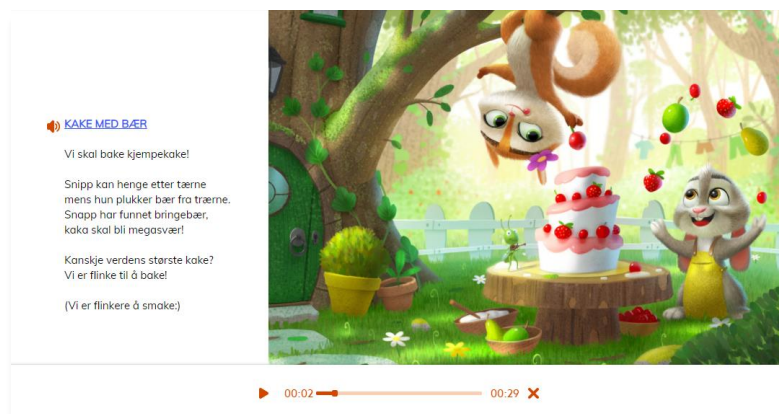 KAKE MED BÆR
Vi skal bake kjempekake!
Snipp kan henge etter tærne
mens hun plukker bær fra trærne.
Snapp har funnet bringebær,
kaka skal bli megasvær!
Kanskje verdens største kake?
Vi er flinke til å bake!
(Vi er flinkere å smake:)
00:02
00:29